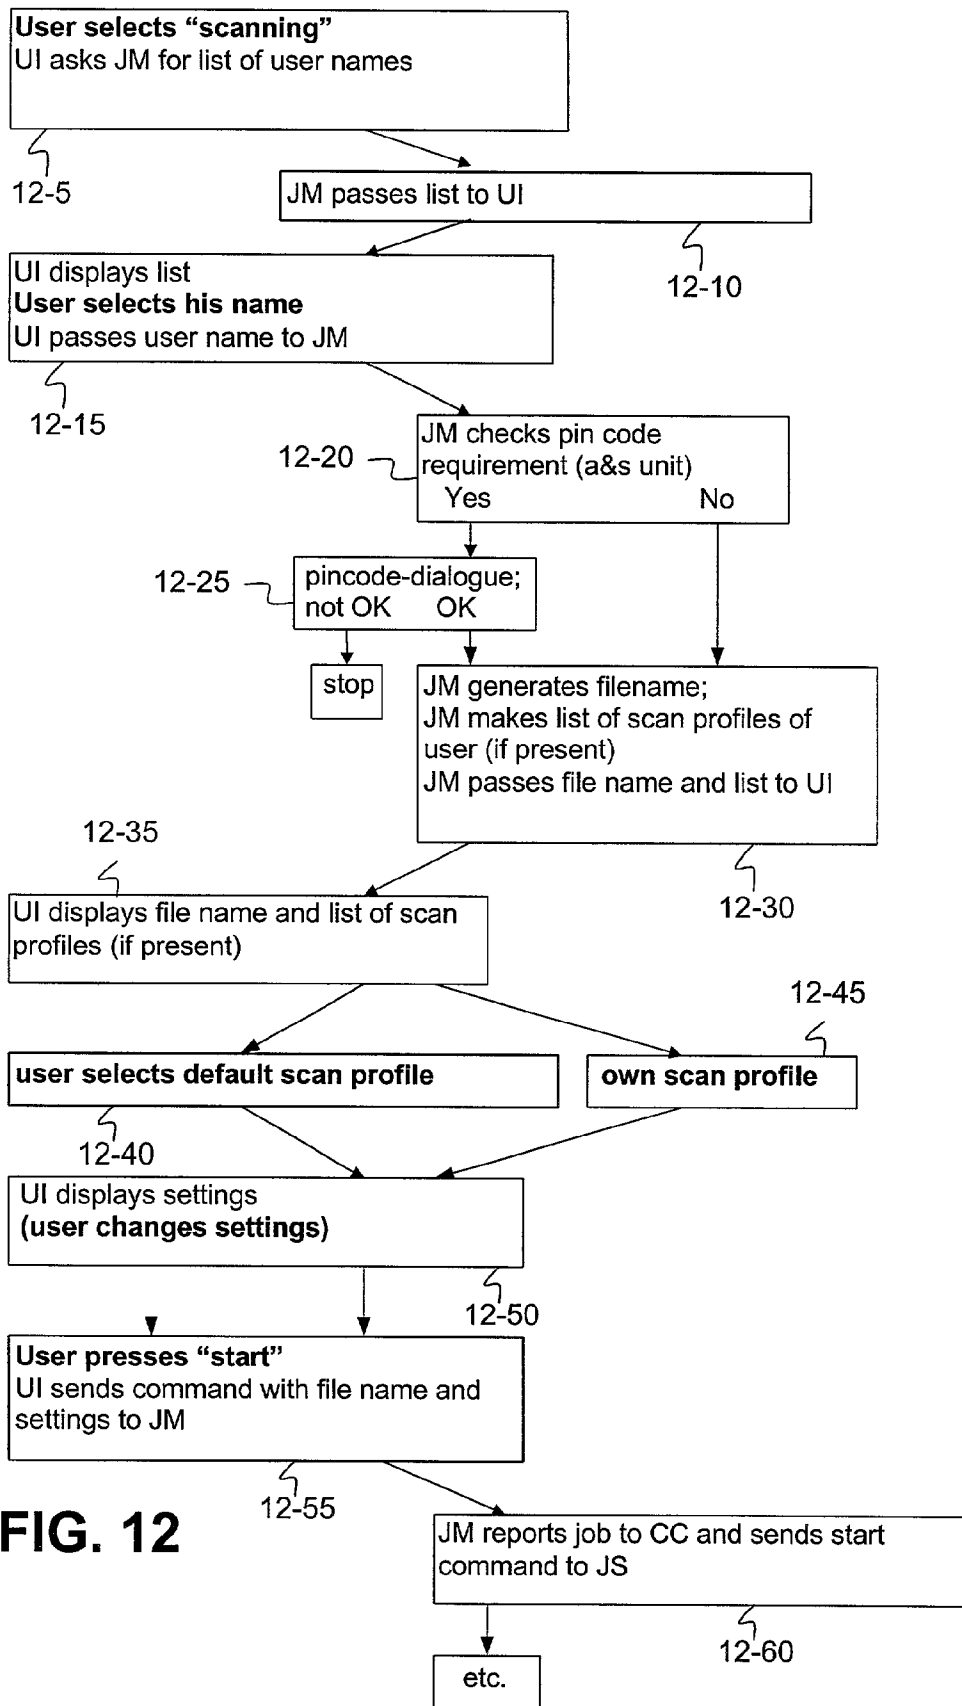 User selects “scanning”
UI asks JM for list of user names
12-5
JM passes list to UI
12-10
UI displays list
User selects his name
UI passes user name to JM
12-15
JM checks pin code
requirement (a&s unit)
Yes No
12-20
pincode-dialogue;
not OK OK
12-25
stop
JM generates filename;
JM makes list of scan profiles of
user (if present)
JM passes file name and list to UI
12-30
12-35
UI displays file name and list of scan
profiles (if present)
12-45
user selects default scan profile
own scan profile
12-40
UI displays settings
(user changes settings)
12-50
User presses “start”
UI sends command with file name and
settings to JM
12-55
FIG. 12
JM reports job to CC and sends start
command to JS
12-60
etc.